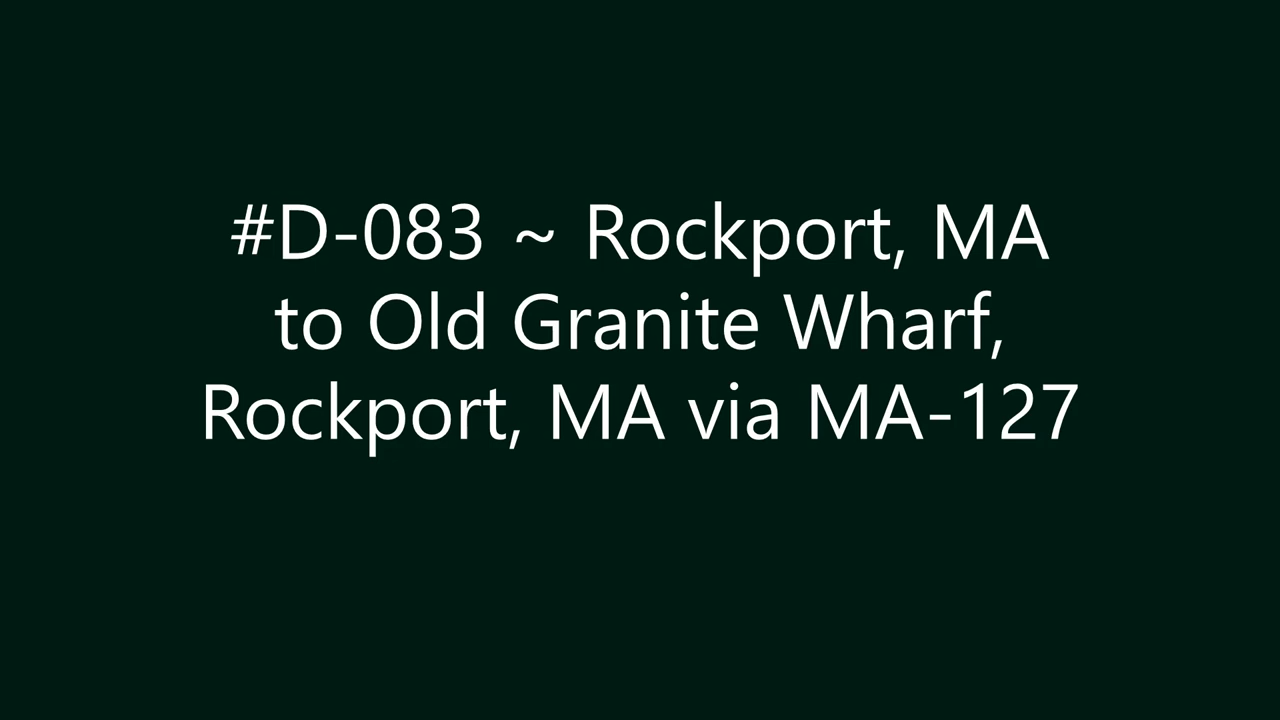 #D-083 ~ Rockport, MA
to Old Granite Wharf,
Rockport, MA via MA-127